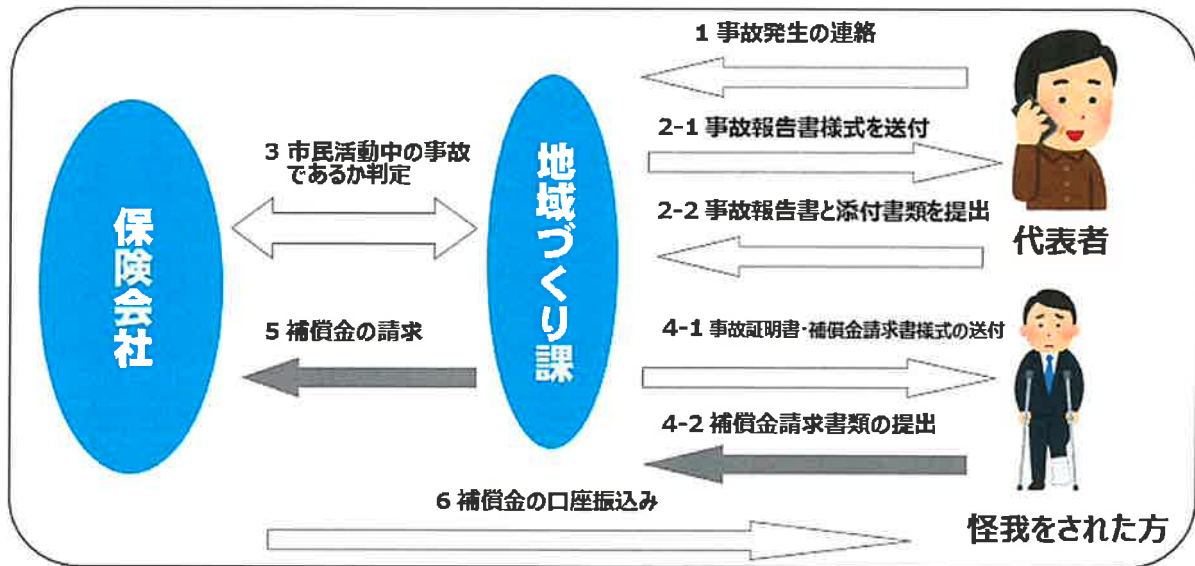 1 事故発生の連絡
2-1 事故報告書様式を送付
3 市民活動中の事故
であるか判定
地域づくり課
保険会社
2-2 事故報告書と添付書類を提出
代表者
5 補償金の請求
4-1 事故証明書・補償金請求書様式の送付
4-2 補償金請求書類の提出
6 補償金の口座振込み
怪我をされた方